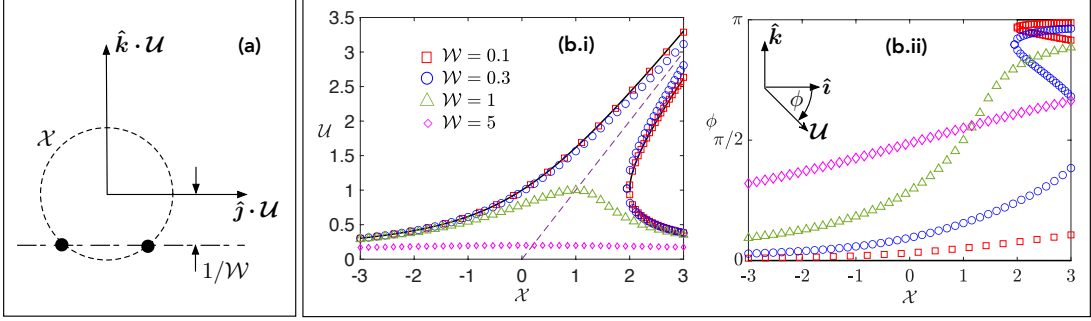 (a)
k̂ · 𝒰
𝒳
ĵ · 𝒰
1/𝒲
(b.i)
𝒲 = 0.1
𝒲 = 0.3
𝒲 = 1
𝒲 = 5
𝒰
3.5
3
2.5
2
1.5
1
0.5
0
-3 -2 -1 0 1 2 3
𝒳
(b.ii)
k̂
î
ϕ
𝒰
π
ϕ
π/2
0
-3 -2 -1 0 1 2 3
𝒳